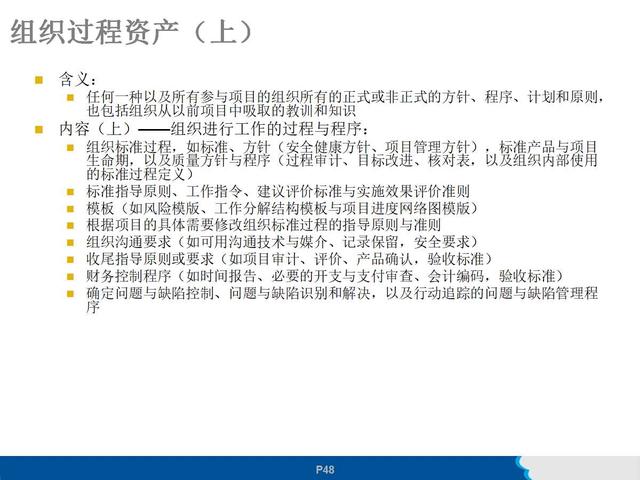 组织过程资产（上）
含义：
任何一种以及所有参与项目的组织所有的正式或非正式的方针、程序、计划和原则，
也包括组织从以前项目中吸取的教训和知识
内容（上）——组织进行工作的过程与程序：
组织标准过程，如标准、方针（安全健康方针、项目管理方针），标准产品与项目
生命期，以及质量方针与程序（过程审计、目标改进、核对表，以及组织内部使用
的标准过程定义）
标准指导原则、工作指令、建议评价标准与实施效果评价准则
模板（如风险模版、工作分解结构模板与项目进度网络图模版）
根据项目的具体需要修改组织标准过程的指导原则与准则
组织沟通要求（如可用沟通技术与媒介、记录保留，安全要求）
收尾指导原则或要求（如项目审计、评价、产品确认，验收标准）
财务控制程序（如时间报告、必要的开支与支付审查、会计编码，验收标准）
确定问题与缺陷控制、问题与缺陷识别和解决，以及行动追踪的问题与缺陷管理程
序
P48